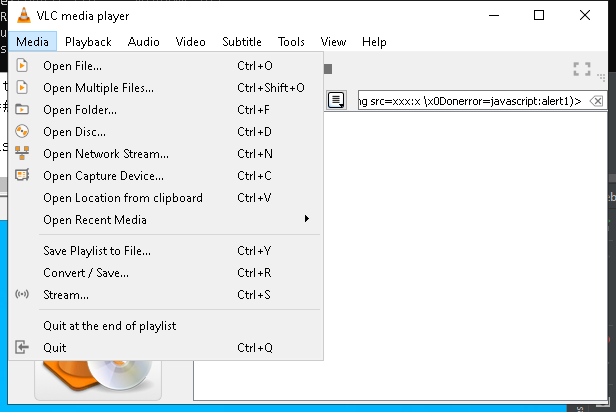 VLC media player
Media Playback Audio Video Subtitle Tools View Help
Open File... Ctrl+O
Open Multiple Files... Ctrl+Shift+O
Open Folder... Ctrl+F
ng src=xxx:x \x0Donerror=javascript:alert1)>
Open Disc... Ctrl+D
Open Network Stream... Ctrl+N
Open Capture Device... Ctrl+C
Open Location from clipboard Ctrl+V
Open Recent Media
Save Playlist to File... Ctrl+Y
Convert / Save... Ctrl+R
Stream... Ctrl+S
Quit at the end of playlist
Quit Ctrl+Q